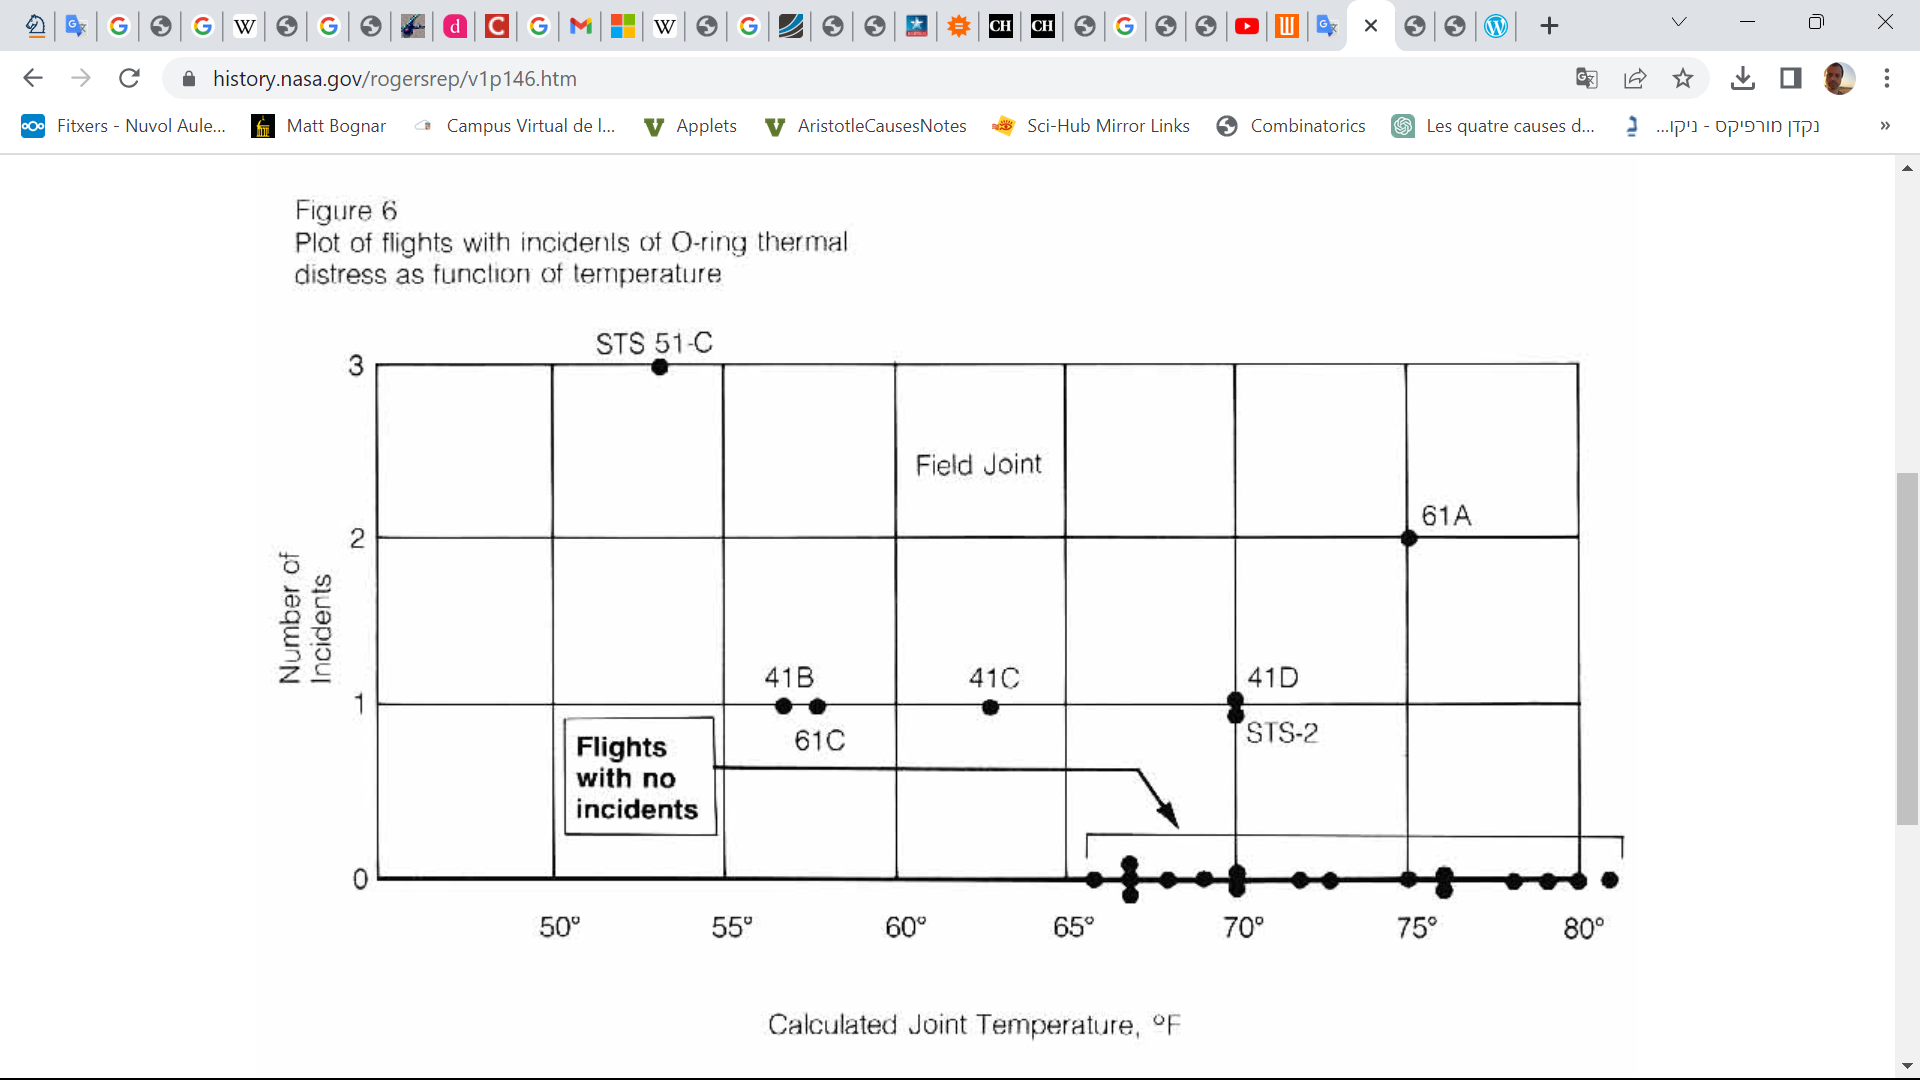 history.nasa.gov/rogersrep/v1p146.htm
Fitxers - Nuvol Aule...
Matt Bognar
Campus Virtual de l...
Applets
AristotleCausesNotes
Sci-Hub Mirror Links
Combinatorics
Les quatre causes d...
נקדן מורפיקס - ניקו...
»
Figure 6
Plot of flights with incidents of O-ring thermal
distress as function of temperature
STS 51-C
3
Field Joint
61A
2
Number of
Incidents
41B
41C
41D
1
61C
STS-2
Flights
with no
incidents
0
50° 55° 60° 65° 70° 75° 80°
Calculated Joint Temperature, °F